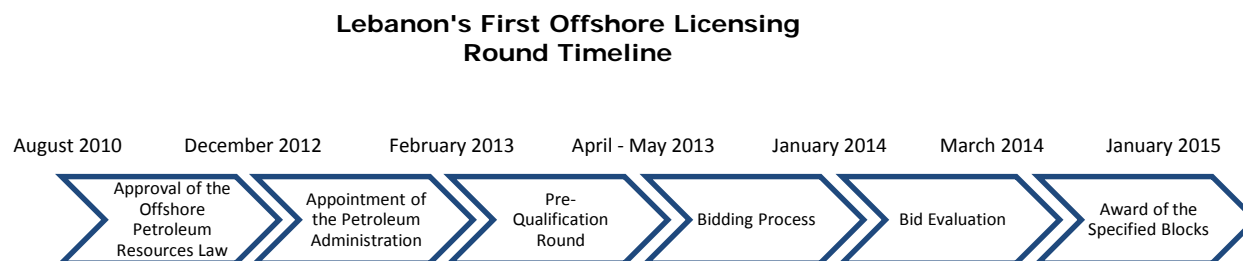 Lebanon's First Offshore Licensing
Round Timeline
August 2010
December 2012
February 2013
April - May 2013
January 2014
March 2014
January 2015
Approval of the
Offshore
Petroleum
Resources Law
Appointment of
the Petroleum
Administration
Pre-
Qualification
Round
Bidding Process
Bid Evaluation
Award of the
Specified Blocks